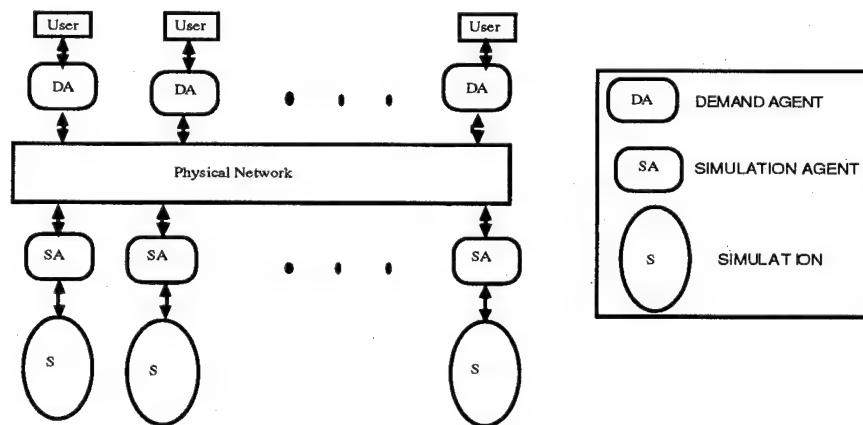 User User User
DA DA DA
Physical Network
SA SA SA
S S S
DA DEMAND AGENT
SA SIMULATION AGENT
S SIMULATION